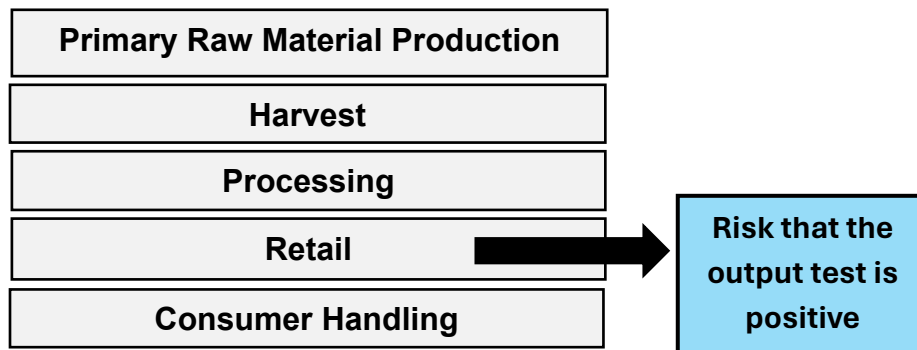 Primary Raw Material Production
Harvest
Processing
Retail
Consumer Handling
Risk that the
output test is
positive